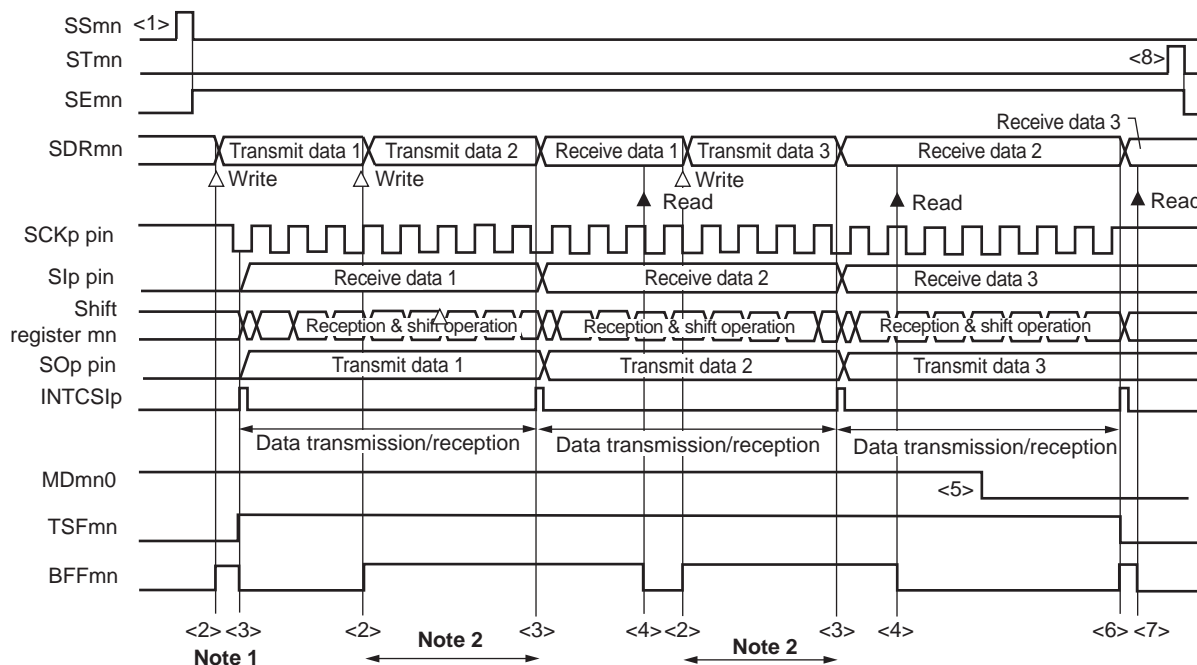 SSmn <1>
STmn <8>
SEmn
Receive data 3
SDRmn Transmit data 1 Transmit data 2 Receive data 1 Transmit data 3 Receive data 2
Write Write Write
Read Read Read
SCKp pin
SIp pin Receive data 1 Receive data 2 Receive data 3
Shift
register mn Reception & shift operation Reception & shift operation Reception & shift operation
SOp pin Transmit data 1 Transmit data 2 Transmit data 3
INTCSIp
Data transmission/reception Data transmission/reception Data transmission/reception
MDmn0 <5>
TSFmn
BFFmn
<2> <3> <2> <3> <4> <2> <3> <4> <6> <7>
Note 1 Note 2 Note 2